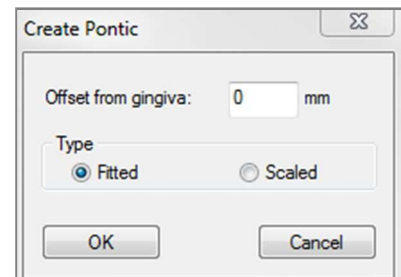 Create Pontic
Offset from gingiva: 0 mm
Type
Fitted Scaled
OK Cancel